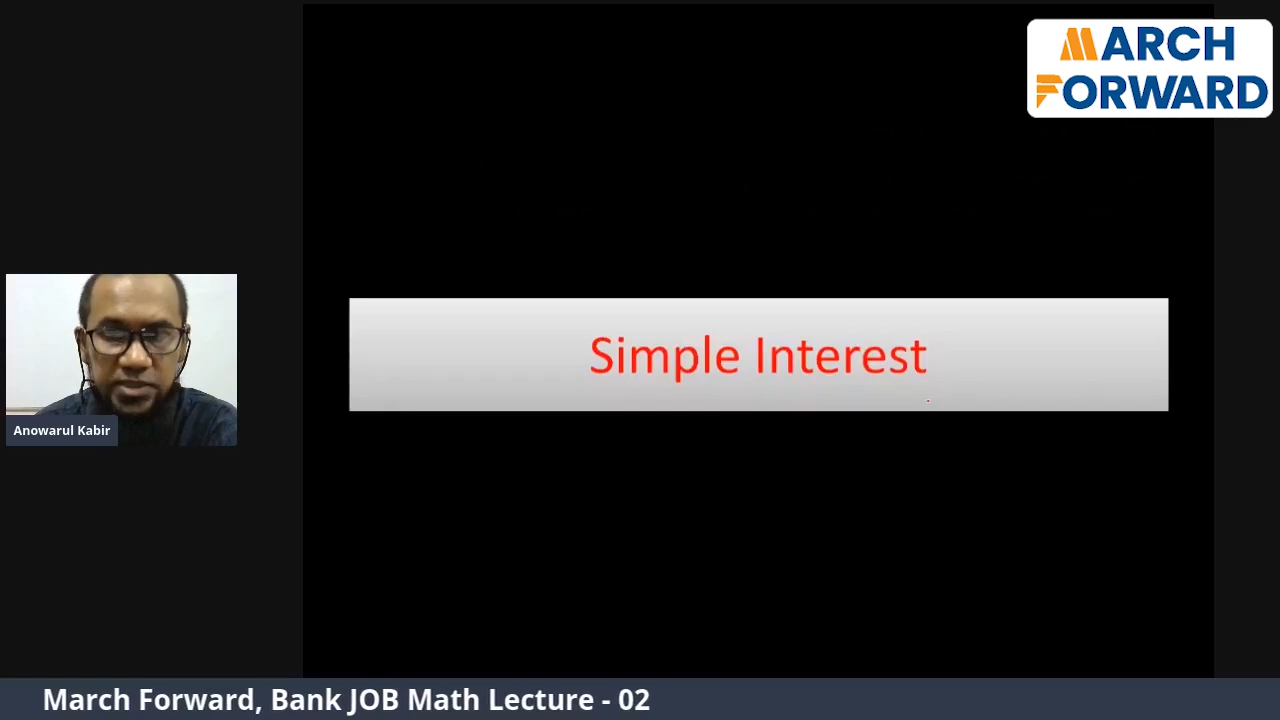 MARCH
FORWARD
Simple Interest
Anowarul Kabir
March Forward, Bank JOB Math Lecture - 02